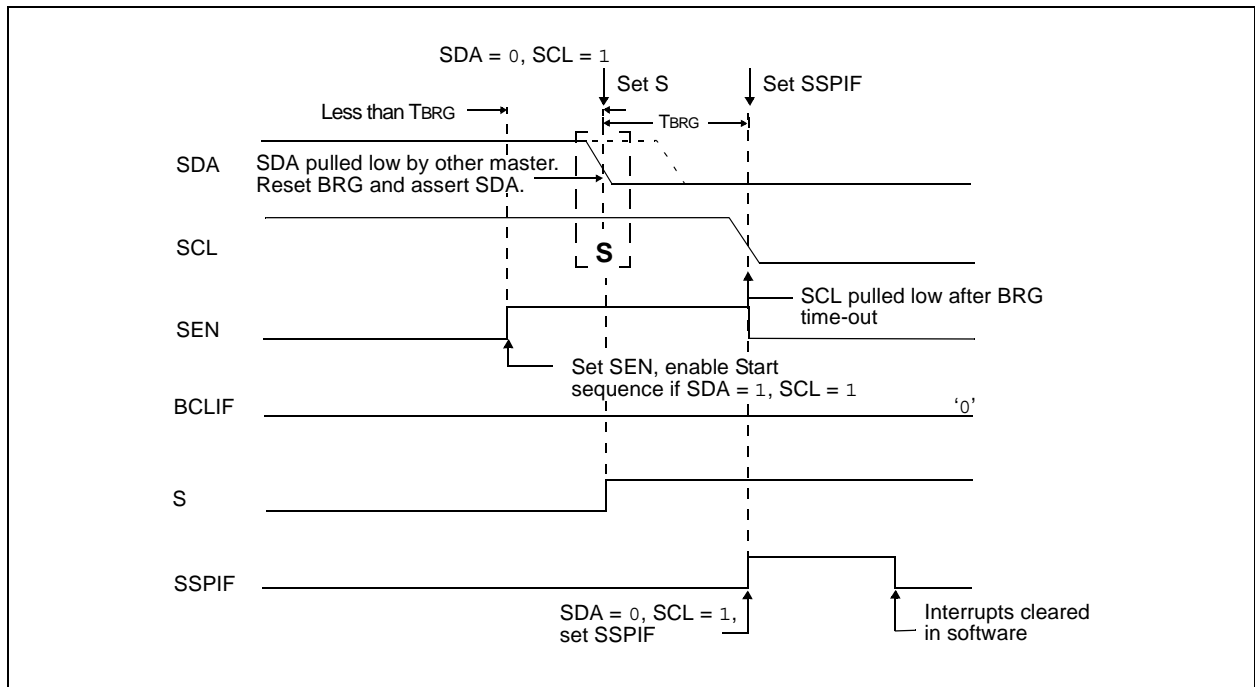 SDA = 0, SCL = 1
Set S
Set SSPIF
Less than TBRG
TBRG
SDA
SDA pulled low by other master.
Reset BRG and assert SDA.
SCL
S
SCL pulled low after BRG
time-out
SEN
Set SEN, enable Start
sequence if SDA = 1, SCL = 1
BCLIF
‘0’
S
SSPIF
SDA = 0, SCL = 1,
set SSPIF
Interrupts cleared
in software